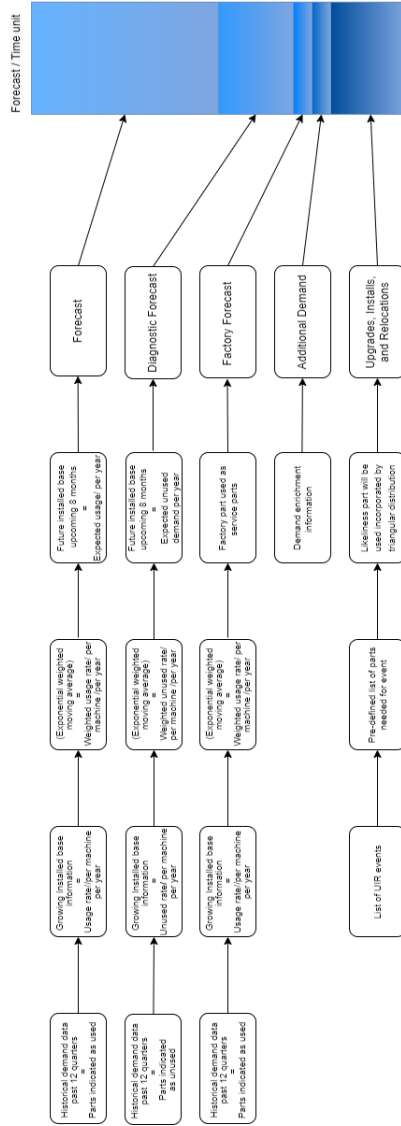 Historical demand data
past 12 quarters
=
Parts indicated as used
Growing Installed base
information
=
Usage rate//per machine
per year
(Exponential weighted
moving average)
=
Weighted usage rate/ per
machine /per year
Future installed base
upcoming 8 months
=
Expected usage/ per year
Forecast
Historical demand data
past 12 quarters
=
Parts indicated
as unused
Growing Installed base
information
=
Unused rate/ per machine
per year
(Exponential weighted
moving average)
=
Weighted unused rate/
per machine /per year
Future installed base
upcoming 8 months
=
Expected unused
demand per year
Diagnostic Forecast
Historical demand data
past 12 quarters
=
Parts indicated as used
Growing Installed base
information
=
Usage rate//per machine
per year
(Exponential weighted
moving average)
=
Weighted usage rate/ per
machine /per year
Factory part used as
service parts
Factory Forecast
Demand enrichment
information
Additional Demand
List of UIR events
Pre-defined list of parts
needed for event
Likeliness part will be
used incorporated by
triangular distribution
Upgrades, Installs,
and Relocations
Forecast / Time unit